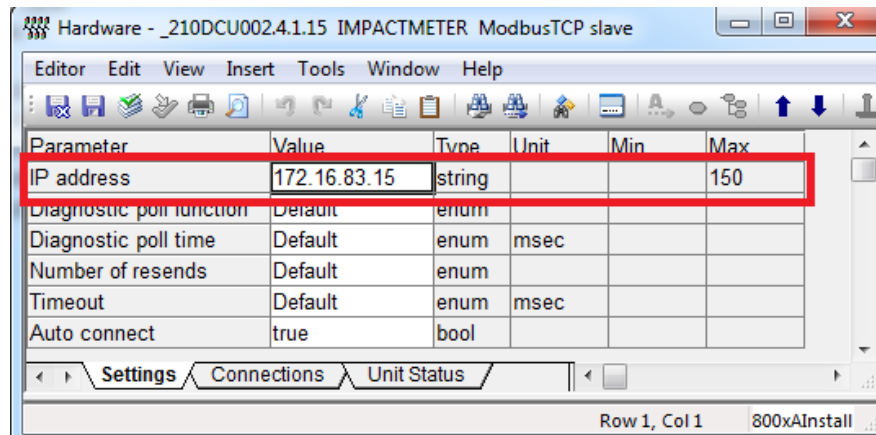 Hardware - _210DCU002.4.1.15 IMPACTMETER ModbusTCP slave
Editor Edit View Insert Tools Window Help
Parameter Value Type Unit Min Max
IP address 172.16.83.15 string 150
Diagnostic poll function Default enum
Diagnostic poll time Default enum msec
Number of resends Default enum
Timeout Default enum msec
Auto connect true bool
Settings Connections Unit Status
Row 1, Col 1 800xAInstall